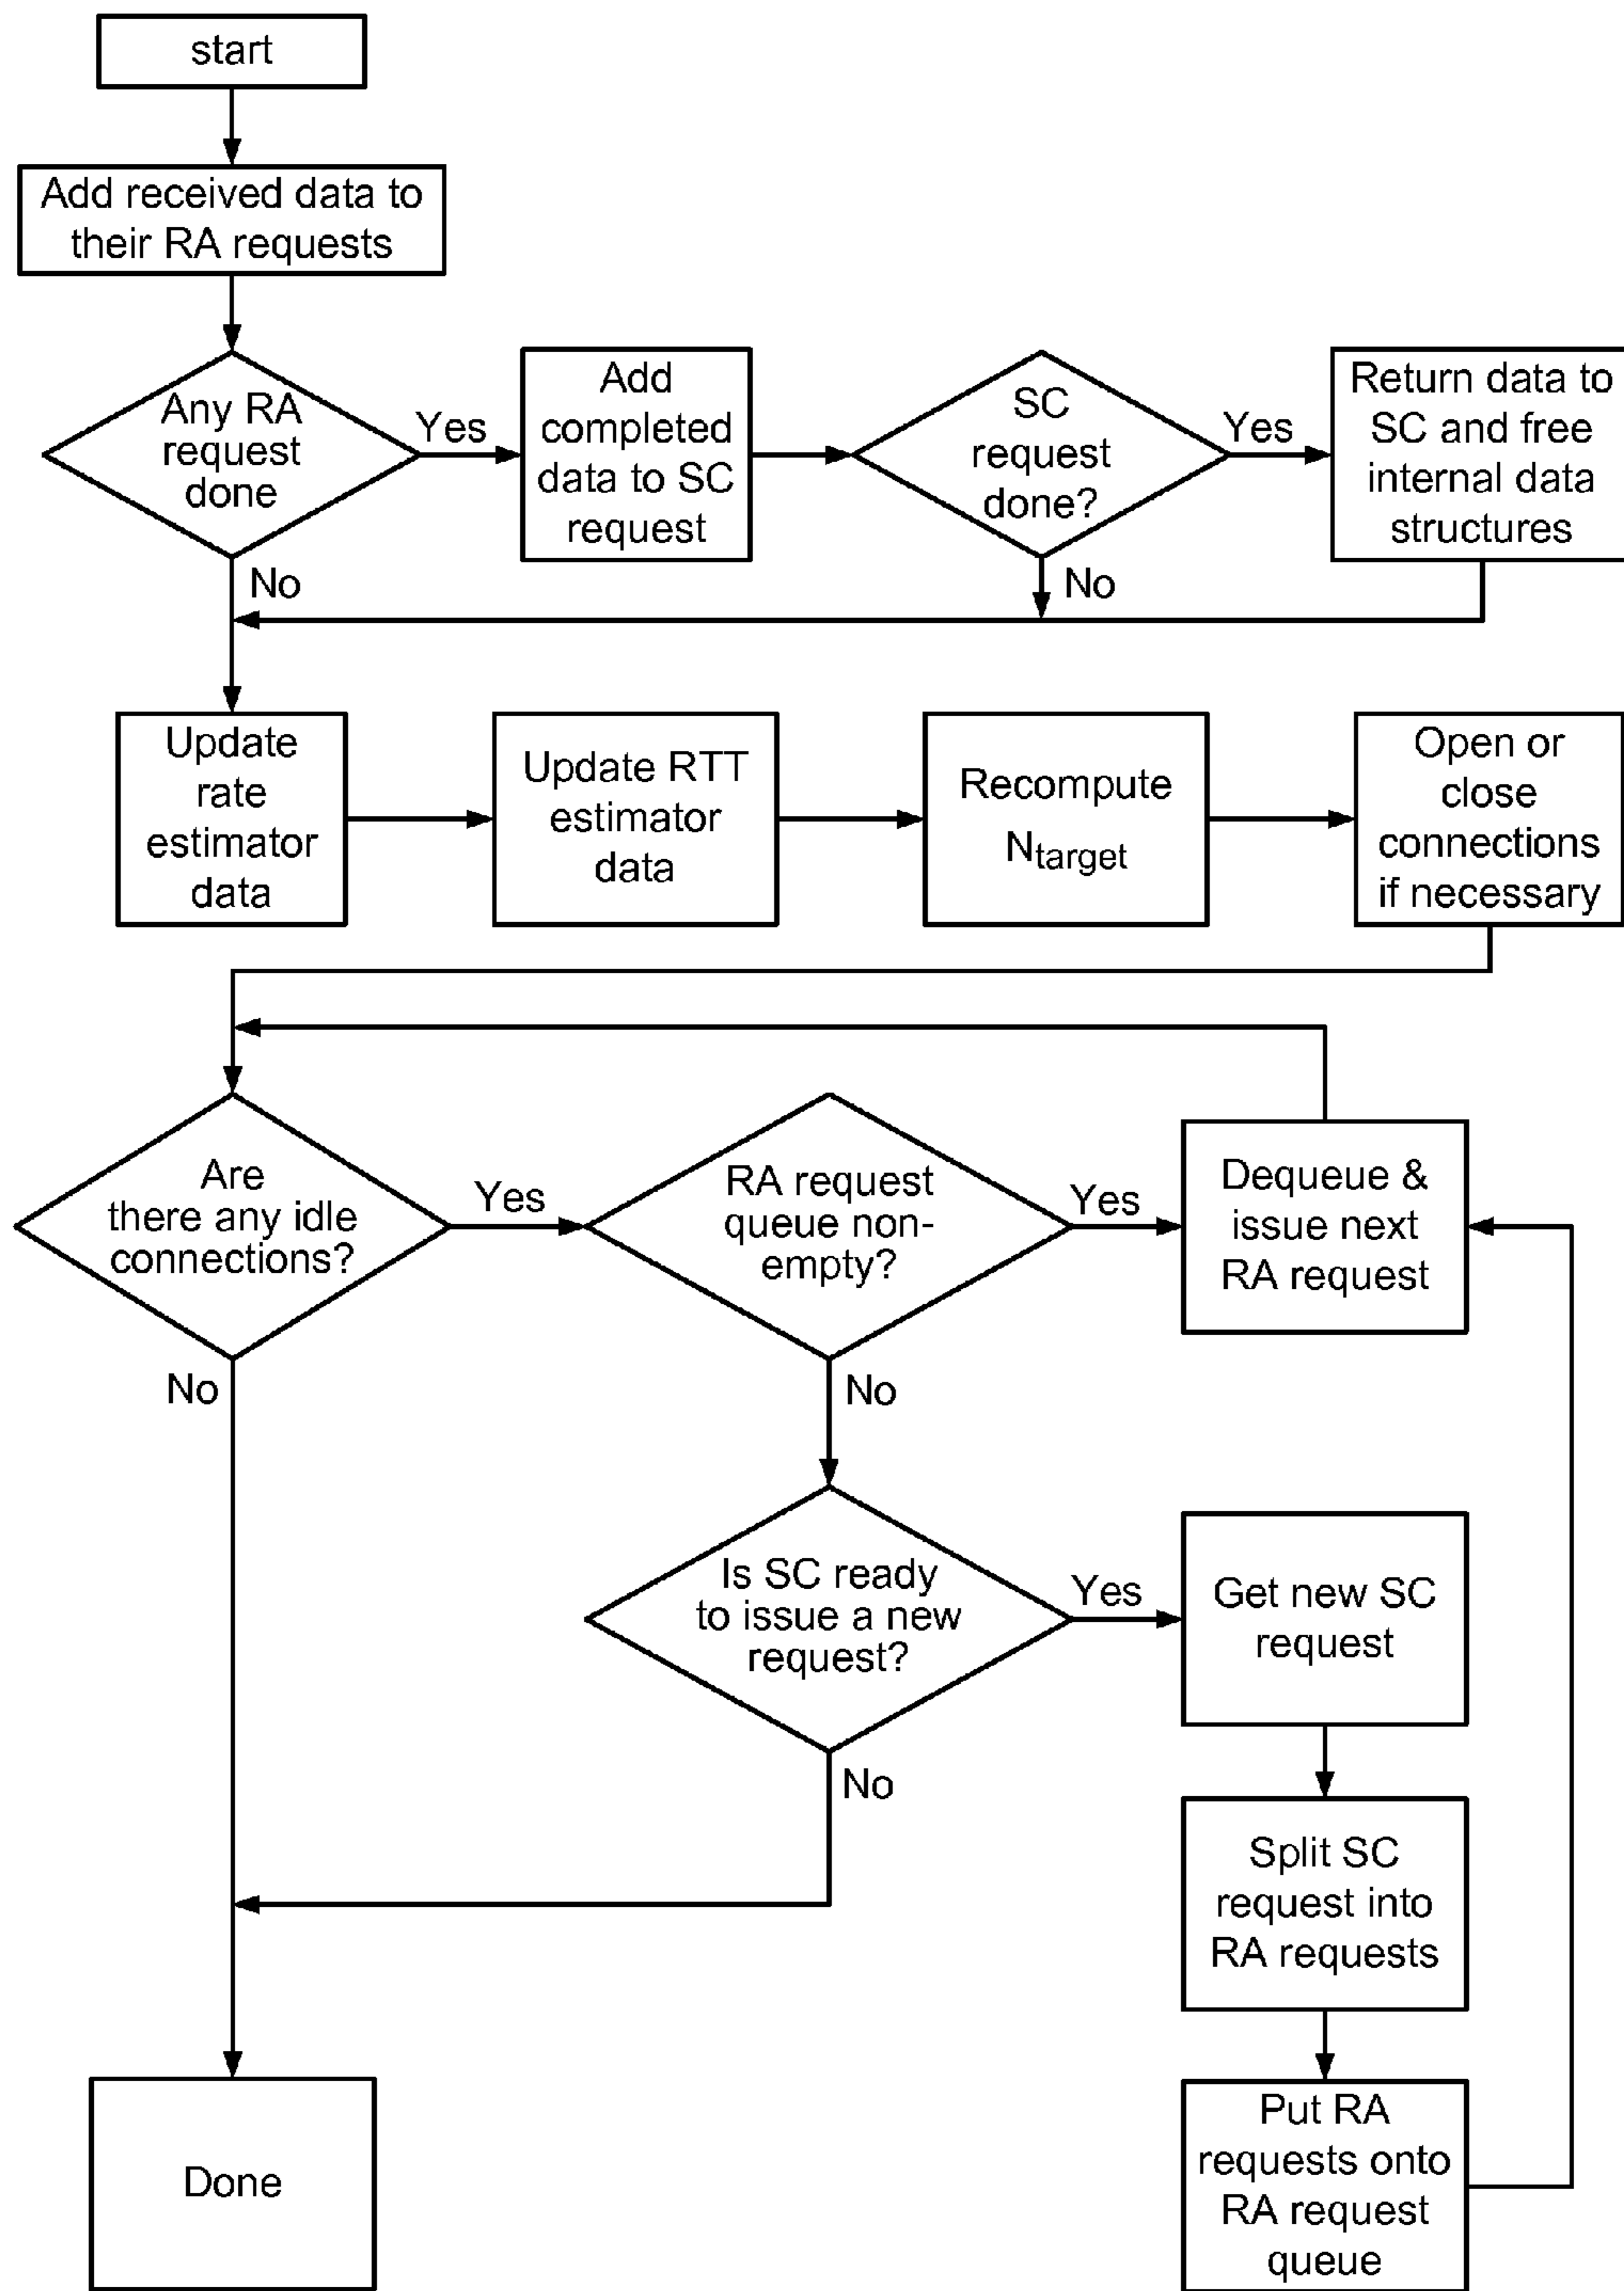 start
Add received data to
their RA requests
Any RA
request
done
Yes
Add
completed
data to SC
request
SC
request
done?
Yes
Return data to
SC and free
internal data
structures
No
No
Update
rate
estimator
data
Update RTT
estimator
data
Recompute
Ntarget
Open or
close
connections
if necessary
Are
there any idle
connections?
Yes
RA request
queue non-
empty?
Yes
Dequeue &
issue next
RA request
No
No
Is SC ready
to issue a new
request?
Yes
Get new SC
request
No
Split SC
request into
RA requests
Done
Put RA
requests onto
RA request
queue